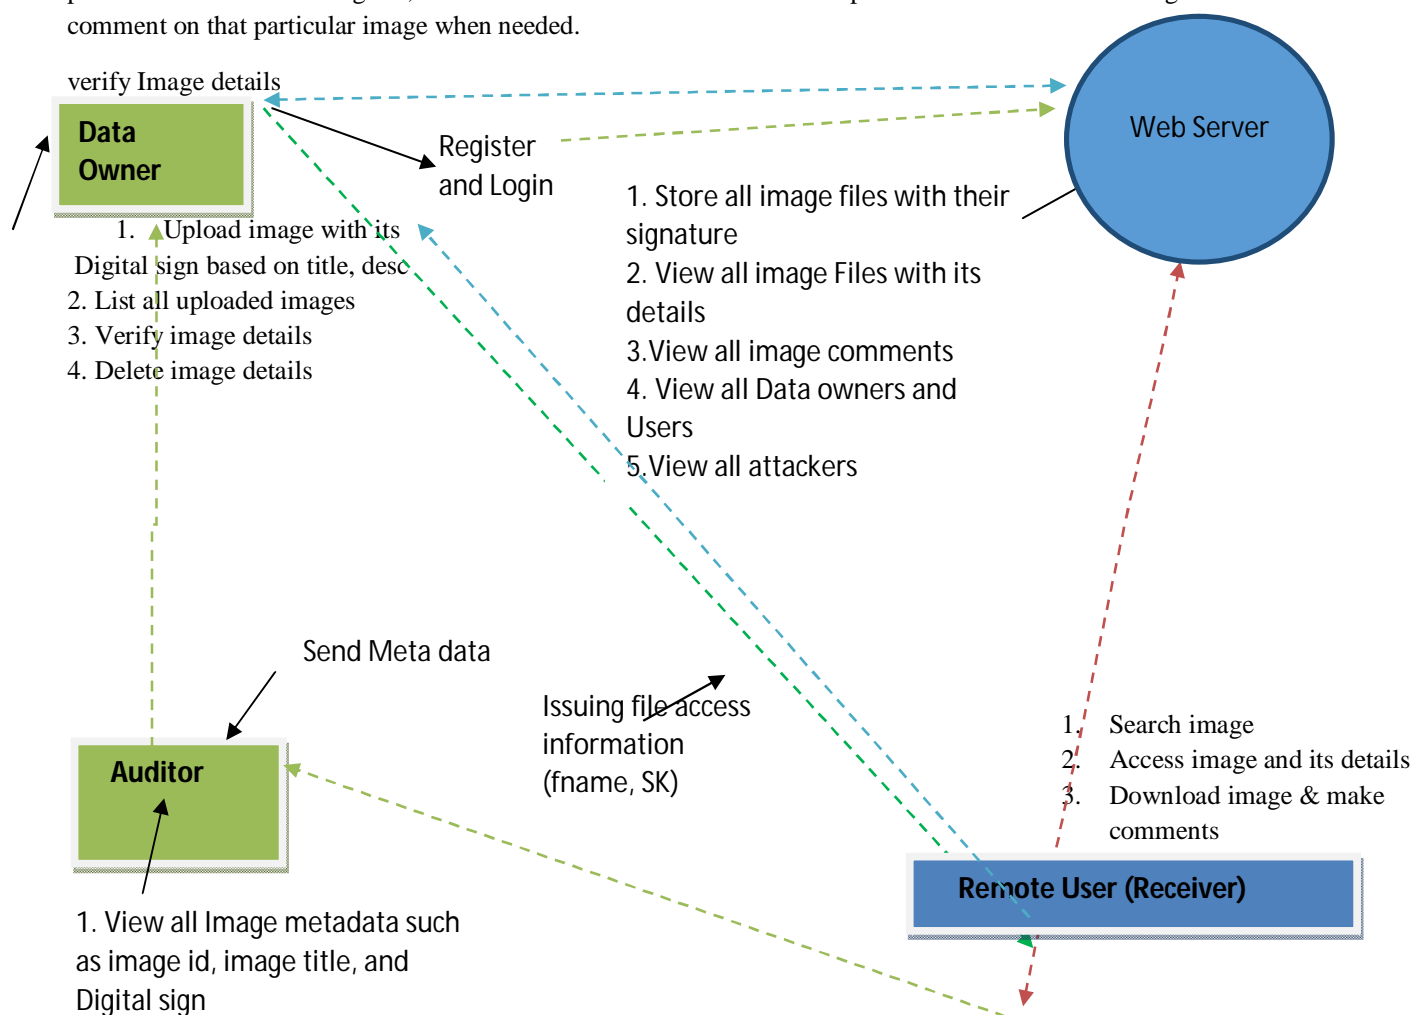 comment on that particular image when needed.
verify Image details
Data
Owner
Register
and Login
Web Server
1. Upload image with its
Digital sign based on title, desc
2. List all uploaded images
3. Verify image details
4. Delete image details
1. Store all image files with their
signature
2. View all image Files with its
details
3.View all image comments
4. View all Data owners and
Users
5.View all attackers
Send Meta data
Issuing file access
information
(fname, SK)
Auditor
1. View all Image metadata such
as image id, image title, and
Digital sign
1. Search image
2. Access image and its details
3. Download image & make
comments
Remote User (Receiver)